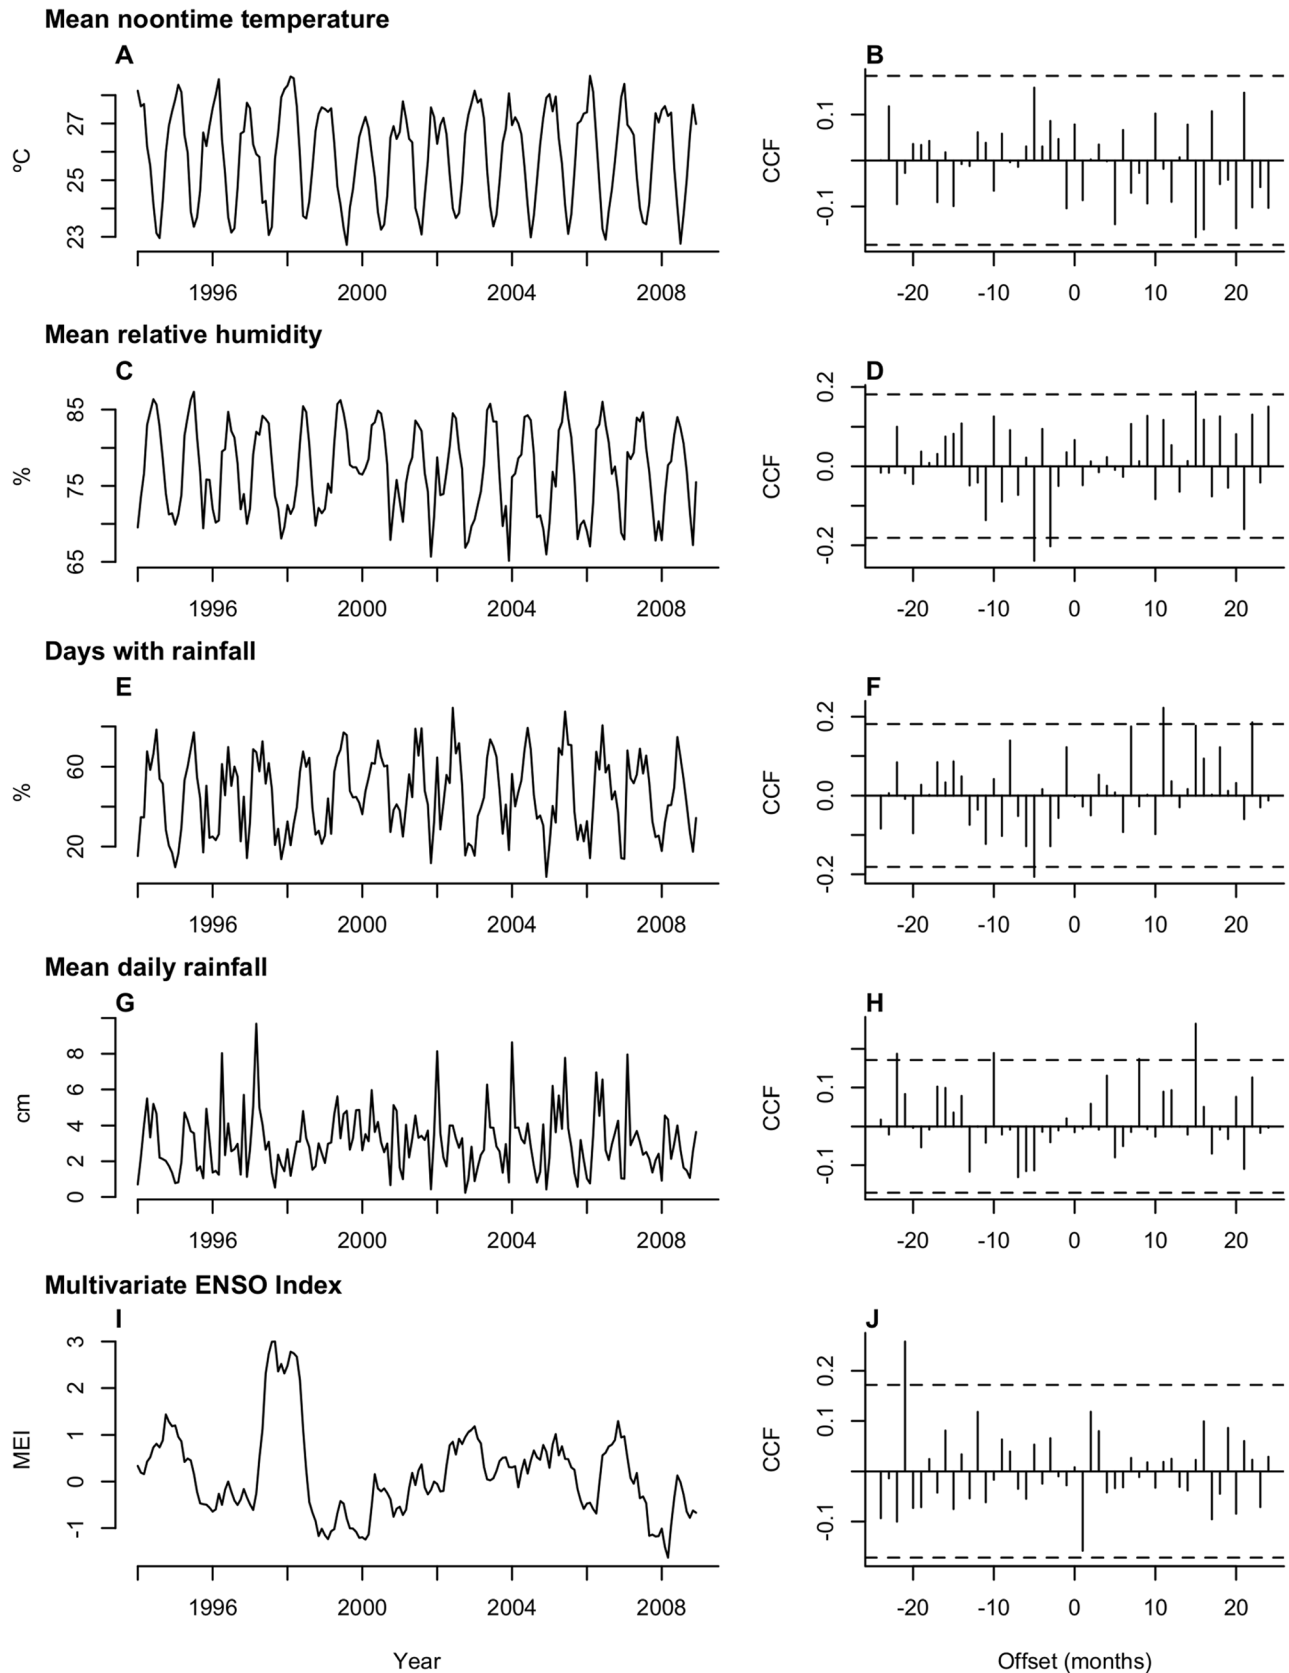 Mean noontime temperature
A B
ºC 23 25 27 CCF -0.1 0.1
1996 2000 2004 2008 -20 -10 0 10 20
Mean relative humidity
C D
% 65 75 85 CCF -0.2 0.0 0.2
1996 2000 2004 2008 -20 -10 0 10 20
Days with rainfall
E F
% 20 60 CCF -0.2 0.0 0.2
1996 2000 2004 2008 -20 -10 0 10 20
Mean daily rainfall
G H
cm 0 2 4 6 8 CCF -0.1 0.1
1996 2000 2004 2008 -20 -10 0 10 20
Multivariate ENSO Index
I J
MEI -1 0 1 2 3 CCF -0.1 0.1 0.2
1996 2000 2004 2008 -20 -10 0 10 20
Year Offset (months)